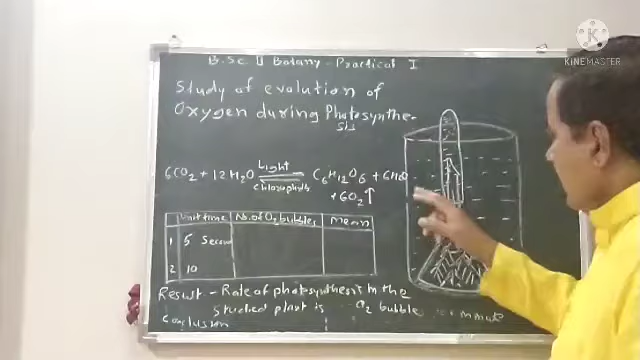 KINEMASTER
B.Sc II Botany - Practical I
Study of evolution of
Oxygen during Photosynthe-
sis
6CO2 + 12 H2O Light C6H12O6 + 6H2O
Chlorophyll + 6O2↑
Unit time No. of O2 bubbles mean
1 5 Second
2 10
Result - Rate of photosynthesis in the
studied plant is O2 bubbles
Conclusion